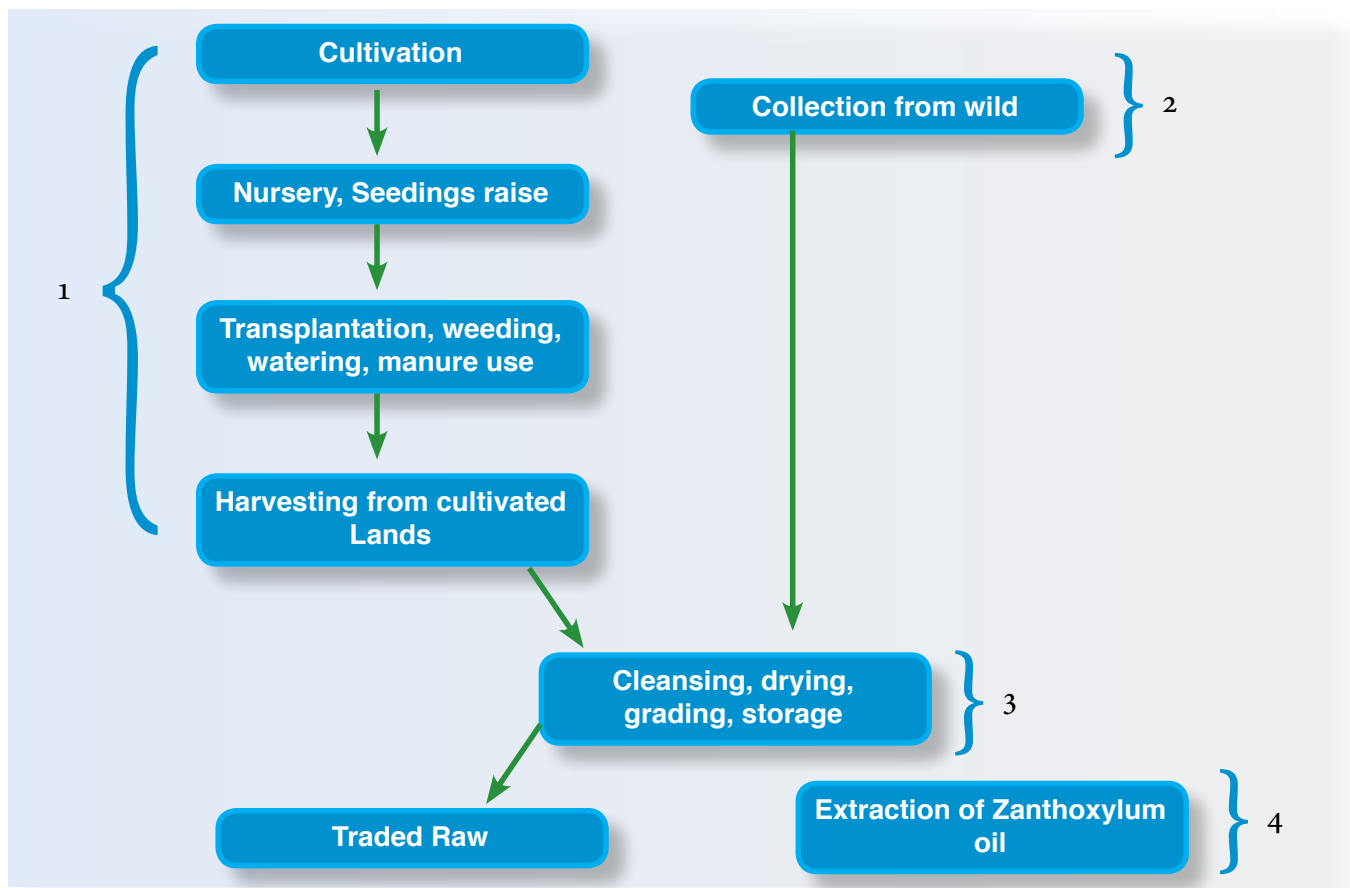 Cultivation
Collection from wild
2
Nursery, Seedings raise
1
Transplantation, weeding,
watering, manure use
Harvesting from cultivated
Lands
Cleansing, drying,
grading, storage
3
Traded Raw
Extraction of Zanthoxylum
oil
4